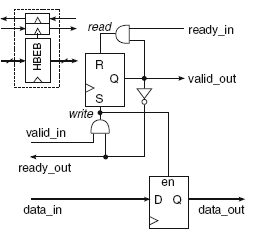 read
ready_in
HBEB
R
Q
valid_out
S
write
valid_in
ready_out
en
data_in
D Q
data_out